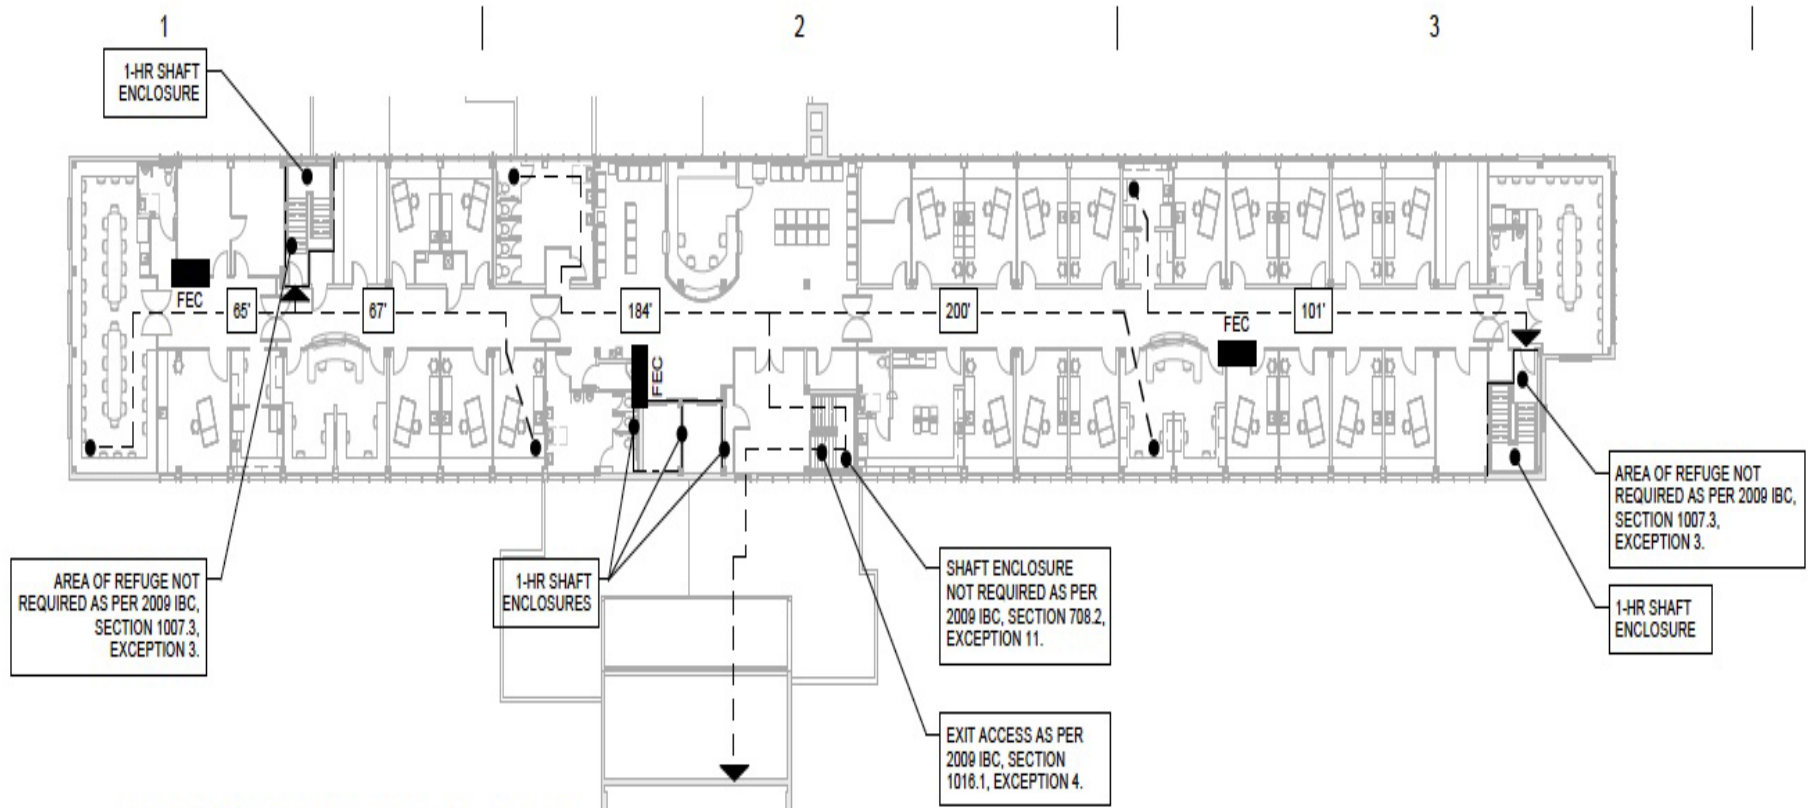 1
2
3
1-HR SHAFT
ENCLOSURE
FEC
65'
67'
184'
200'
101'
FEC
FEC
AREA OF REFUGE NOT
REQUIRED AS PER 2009 IBC,
SECTION 1007.3,
EXCEPTION 3.
1-HR SHAFT
ENCLOSURES
SHAFT ENCLOSURE
NOT REQUIRED AS PER
2009 IBC, SECTION 708.2,
EXCEPTION 11.
EXIT ACCESS AS PER
2009 IBC, SECTION
1016.1, EXCEPTION 4.
AREA OF REFUGE NOT
REQUIRED AS PER 2009 IBC,
SECTION 1007.3,
EXCEPTION 3.
1-HR SHAFT
ENCLOSURE